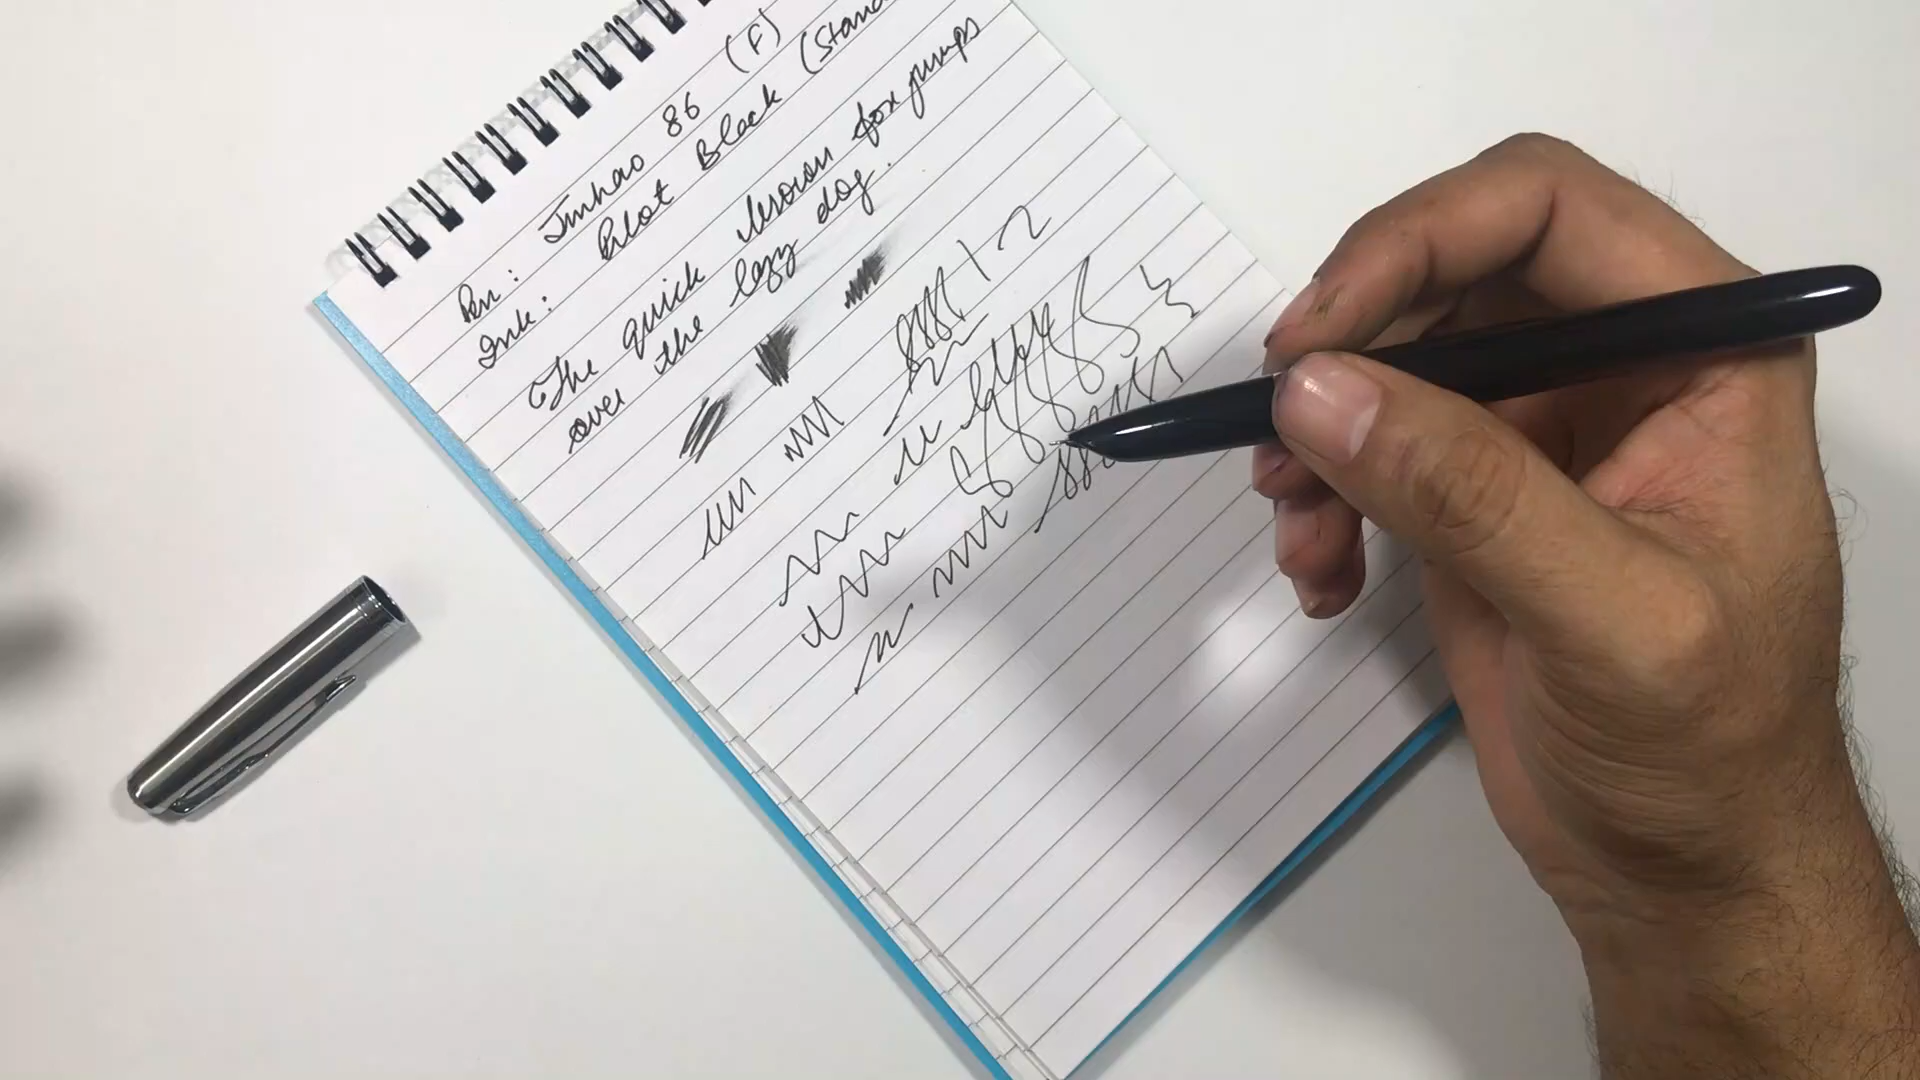 Pen: Jinhao 86 (F)
Ink: Pilot Black (Stand
The quick brown fox jumps
over the lazy dog.